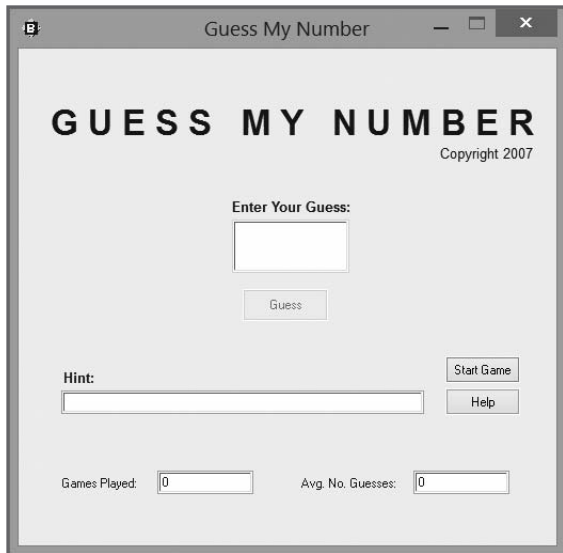 B
Guess My Number
GUESS MY NUMBER
Copyright 2007
Enter Your Guess:
Guess
Start Game
Hint:
Help
Games Played: 0 Avg. No. Guesses: 0